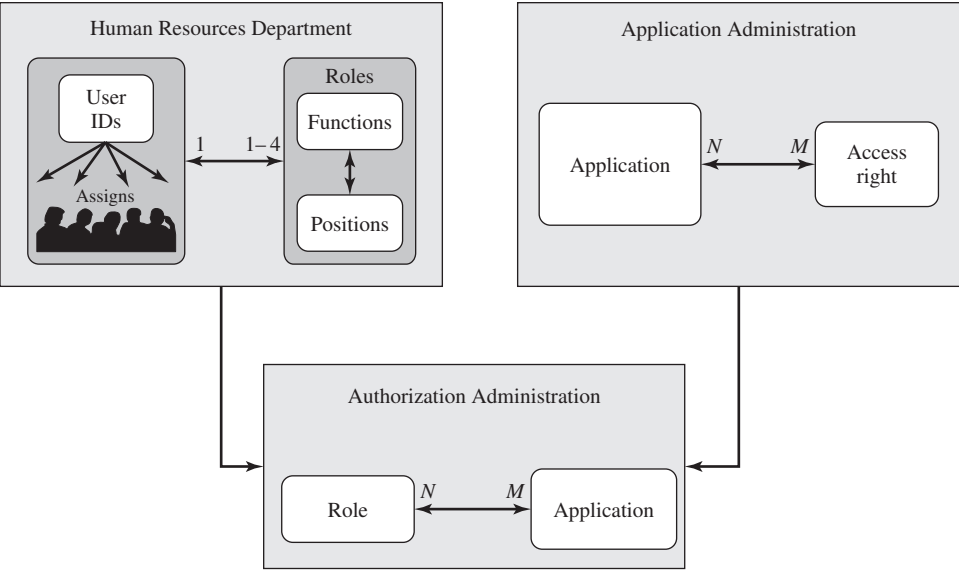 Human Resources Department
User
IDs
Assigns
1
1–4
Roles
Functions
Positions
Application Administration
Application
N
M
Access
right
Authorization Administration
Role
N
M
Application